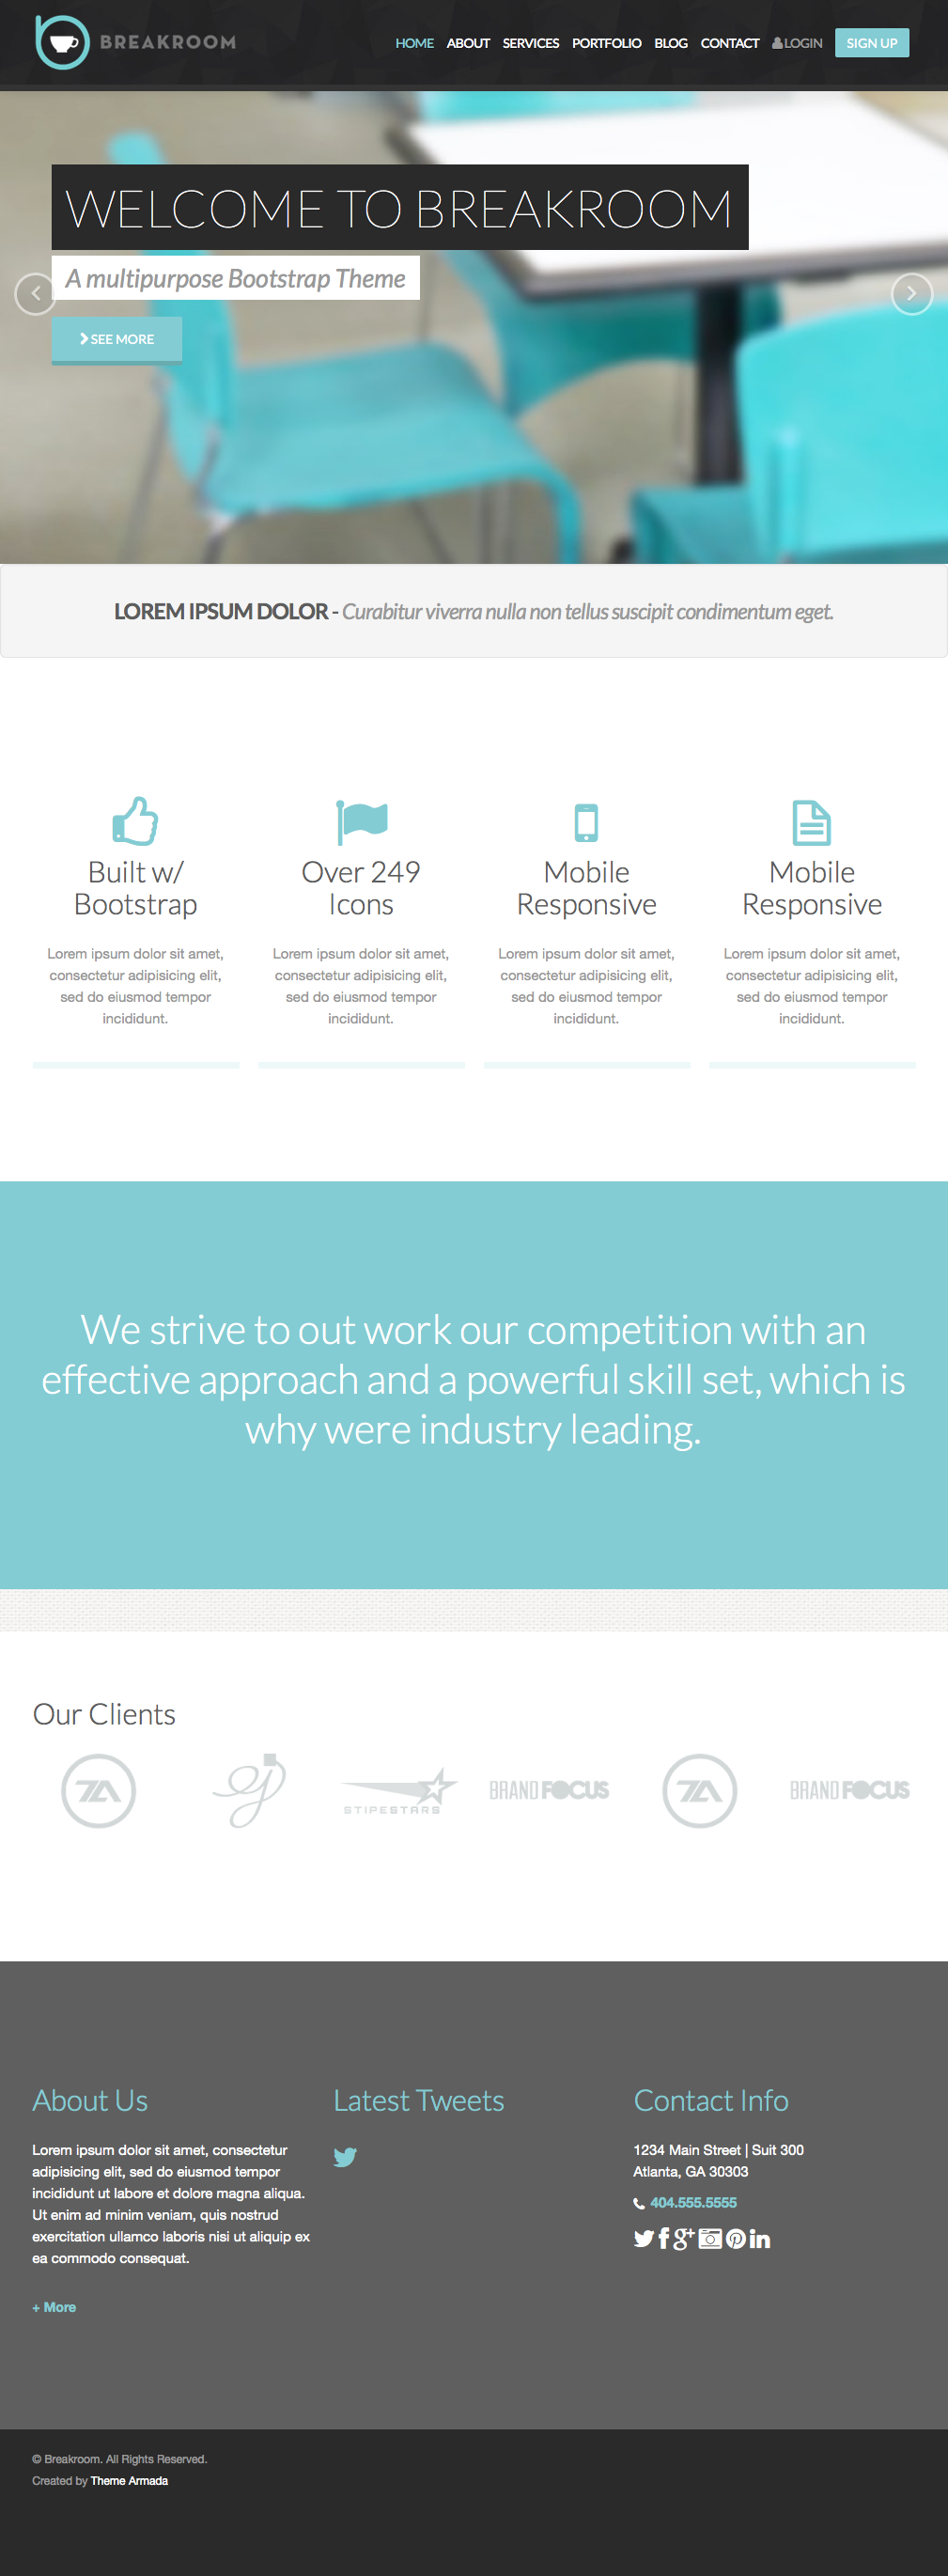 BREAKROOM
HOME ABOUT SERVICES PORTFOLIO BLOG CONTACT LOGIN SIGN UP
WELCOME TO BREAKROOM
A multipurpose Bootstrap Theme
SEE MORE
LOREM IPSUM DOLOR - Curabitur viverra nulla non tellus suscipit condimentum eget.
Built w/
Bootstrap
Lorem ipsum dolor sit amet,
consectetur adipisicing elit,
sed do eiusmod tempor
incididunt.
Over 249
Icons
Lorem ipsum dolor sit amet,
consectetur adipisicing elit,
sed do eiusmod tempor
incididunt.
Mobile
Responsive
Lorem ipsum dolor sit amet,
consectetur adipisicing elit,
sed do eiusmod tempor
incididunt.
Mobile
Responsive
Lorem ipsum dolor sit amet,
consectetur adipisicing elit,
sed do eiusmod tempor
incididunt.
We strive to out work our competition with an
effective approach and a powerful skill set, which is
why were industry leading.
Our Clients
STIPESTARS
BRANDFOCUS
BRANDFOCUS
About Us
Lorem ipsum dolor sit amet, consectetur
adipisicing elit, sed do eiusmod tempor
incididunt ut labore et dolore magna aliqua.
Ut enim ad minim veniam, quis nostrud
exercitation ullamco laboris nisi ut aliquip ex
ea commodo consequat.
+ More
Latest Tweets
Contact Info
1234 Main Street | Suit 300
Atlanta, GA 30303
404.555.5555
© Breakroom. All Rights Reserved.
Created by Theme Armada